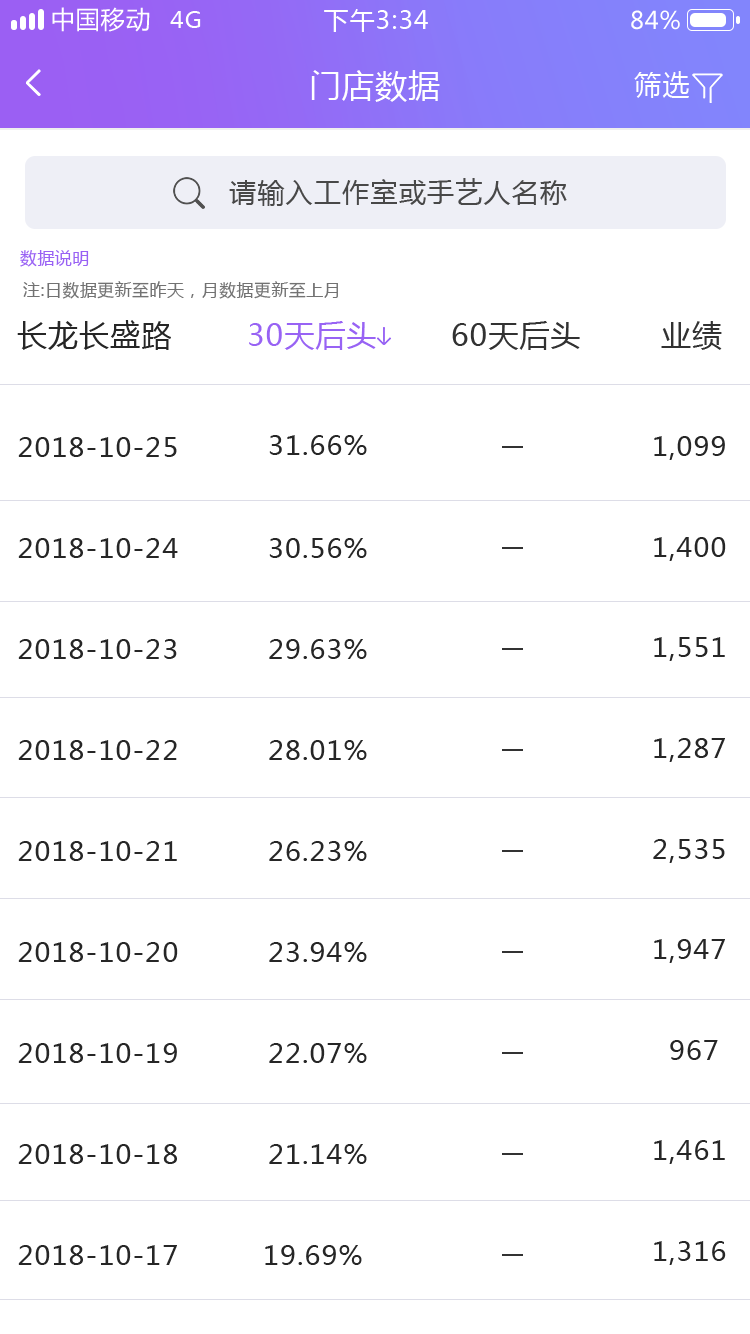 中国移动 4G 下午3:34 84%
门店数据 筛选
请输入工作室或手艺人名称
数据说明
注:日数据更新至昨天，月数据更新至上月
长龙长盛路 30天后头↓ 60天后头 业绩
2018-10-25 31.66% — 1,099
2018-10-24 30.56% — 1,400
2018-10-23 29.63% — 1,551
2018-10-22 28.01% — 1,287
2018-10-21 26.23% — 2,535
2018-10-20 23.94% — 1,947
2018-10-19 22.07% — 967
2018-10-18 21.14% — 1,461
2018-10-17 19.69% — 1,316